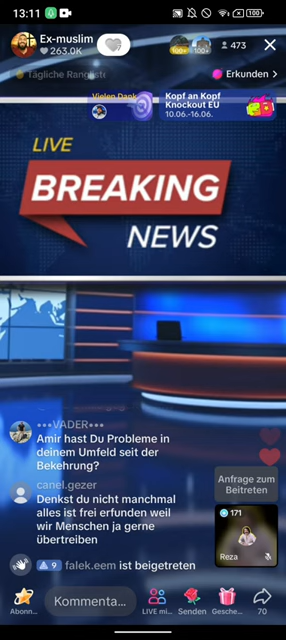 13:11
100
Ex-muslim
263.0K
100+
100+
473
Tägliche Rangliste
Erkunden >
Vielen Dank
Kopf an Kopf
Knockout EU
10.06.-16.06.
LIVE
BREAKING
NEWS
•••VADER•••
Amir hast Du Probleme in
deinem Umfeld seit der
Bekehrung?
canel.gezer
Denkst du nicht manchmal
alles ist frei erfunden weil
wir Menschen ja gerne
übertreiben
Anfrage zum
Beitreten
171
Reza
9 falek.eem ist beigetreten
Kommenta...
Abonn...
LIVE mi...
Senden
Gesche...
70